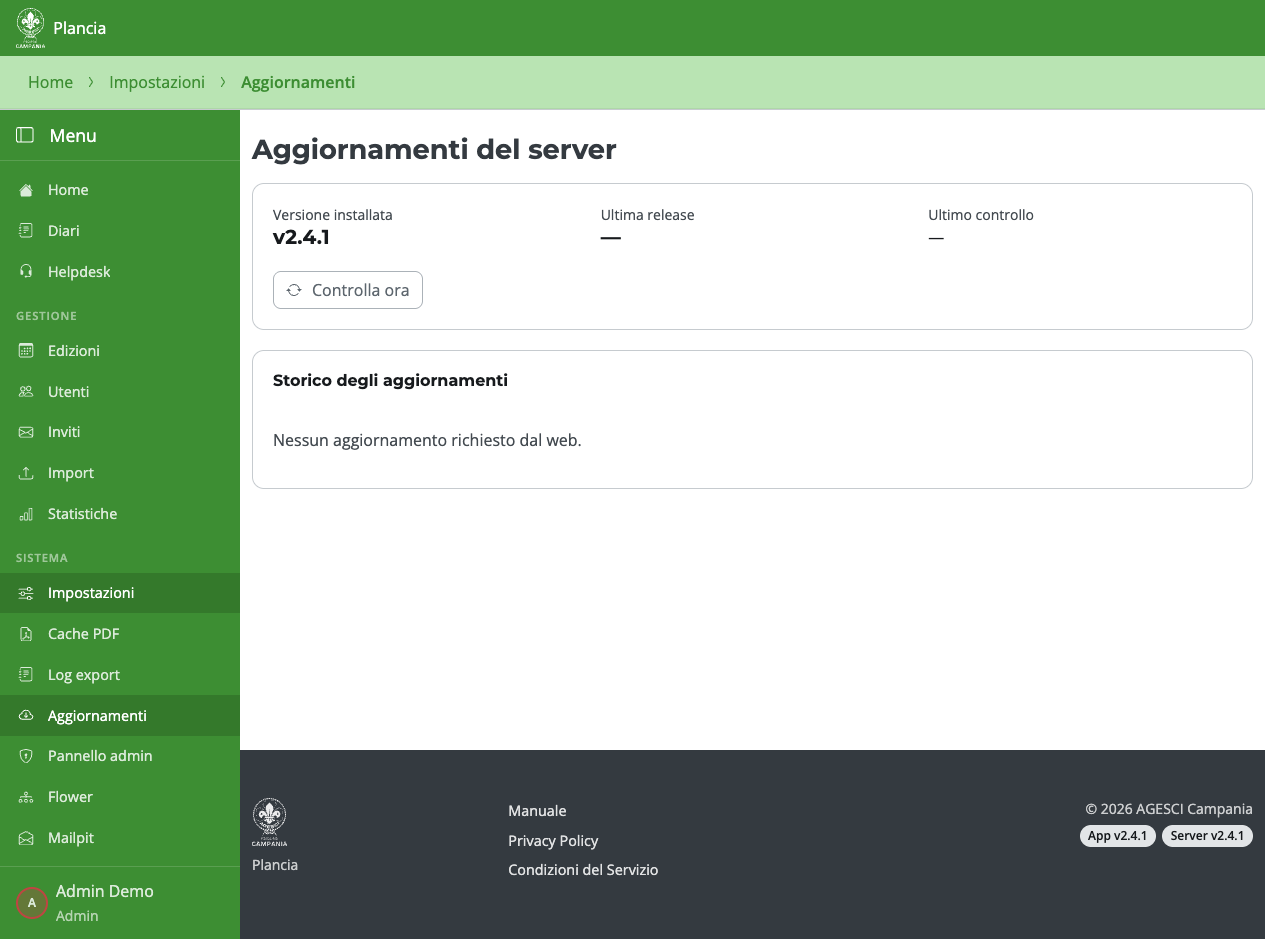 CAMPANIA
Plancia
Home
Impostazioni
Aggiornamenti
Menu
Home
Diari
Helpdesk
GESTIONE
Edizioni
Utenti
Inviti
Import
Statistiche
SISTEMA
Impostazioni
Cache PDF
Log export
Aggiornamenti
Pannello admin
Flower
Mailpit
A
Admin Demo
Admin
Aggiornamenti del server
Versione installata
v2.4.1
Ultima release
—
Ultimo controllo
—
Controlla ora
Storico degli aggiornamenti
Nessun aggiornamento richiesto dal web.
CAMPANIA
Plancia
Manuale
Privacy Policy
Condizioni del Servizio
© 2026 AGESCI Campania
App v2.4.1
Server v2.4.1